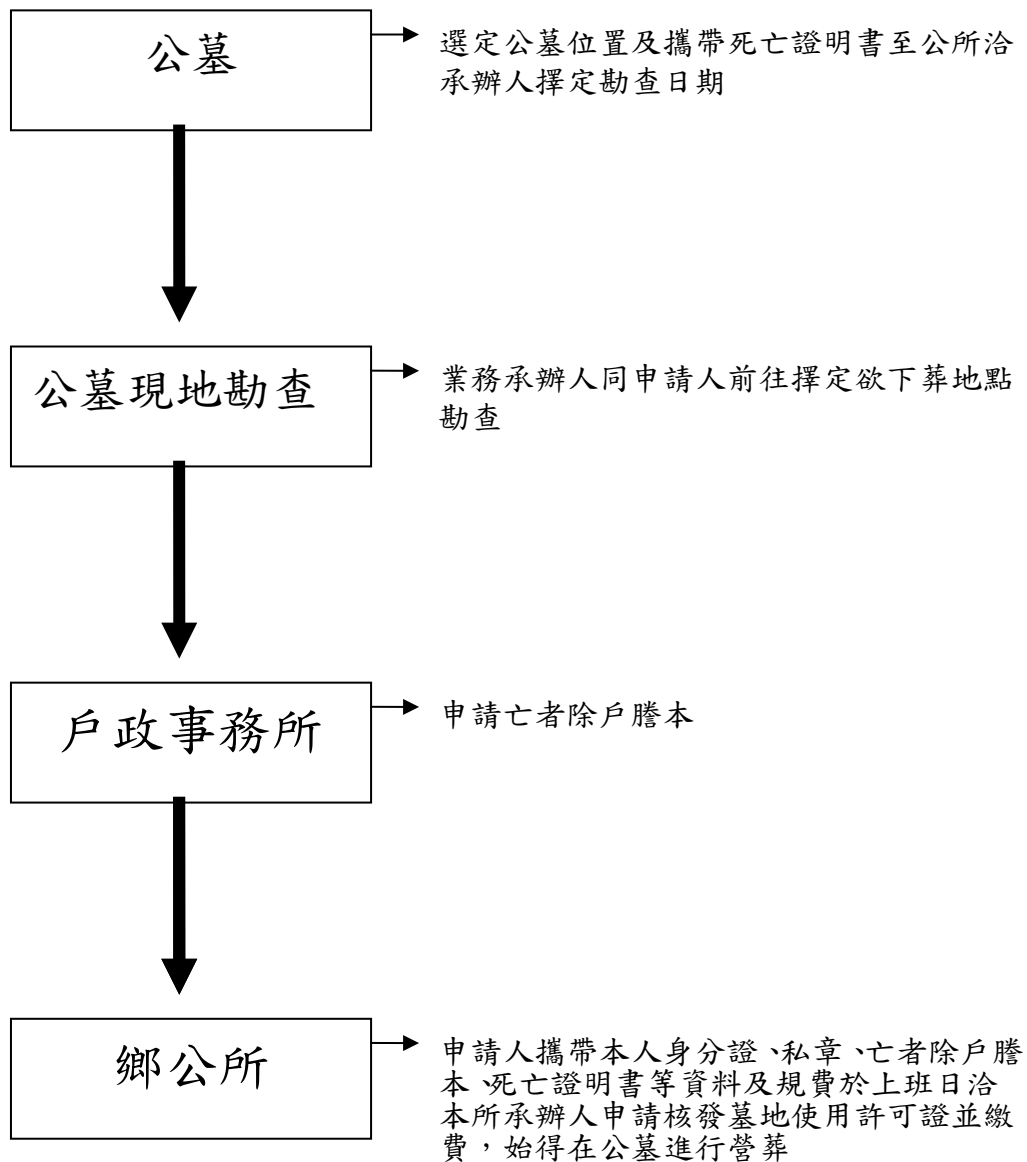 公墓
選定公墓位置及攜帶死亡證明書至公所洽
承辦人擇定勘查日期
公墓現地勘查
業務承辦人同申請人前往擇定欲下葬地點
勘查
戶政事務所
申請亡者除戶謄本
鄉公所
申請人攜帶本人身分證、私章、亡者除戶謄
本、死亡證明書等資料及規費於上班日洽
本所承辦人申請核發墓地使用許可證並繳
費，始得在公墓進行營葬